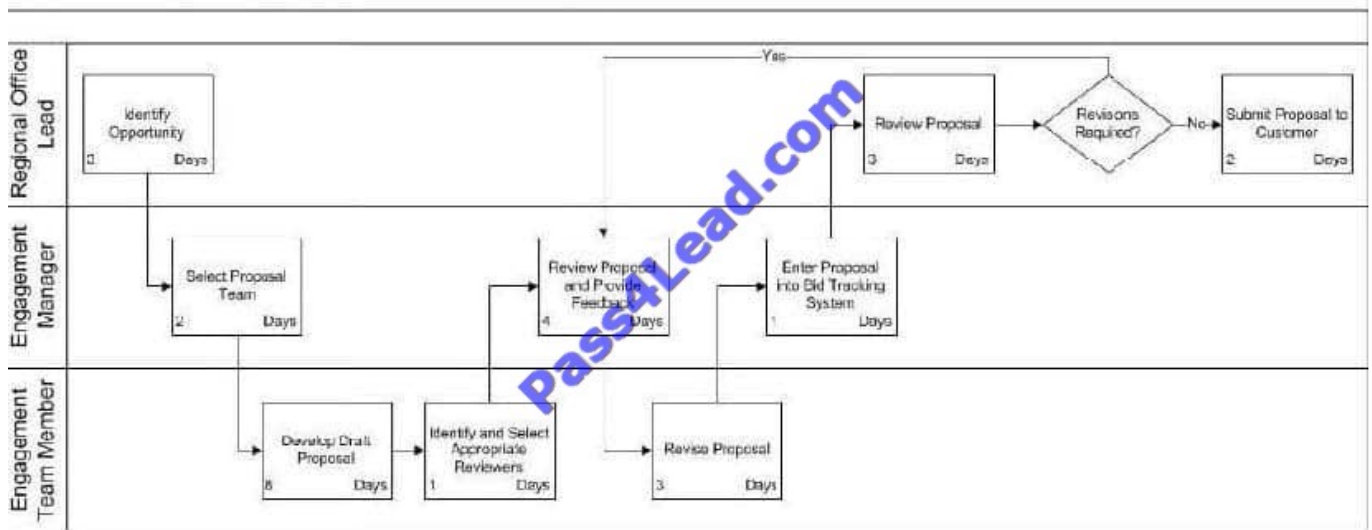 Regional Office
Lead
Identify
Opportunity
Days
Yes
Review Proposal
3 Days
Revisons
Required?
No
Submit Proposal to
Customer
2 Days
Engagement
Manager
Select Proposal
Team
2 Days
Review Proposal
and Provide
Feedback
4 Days
Enter Proposal
into Bid Tracking
System
1 Days
Engagement
Team Member
Develop Draft
Proposal
8 Days
Identify and Select
Appropriate
Reviewers
1 Days
Revise Proposal
3 Days
Pass4Lead.com